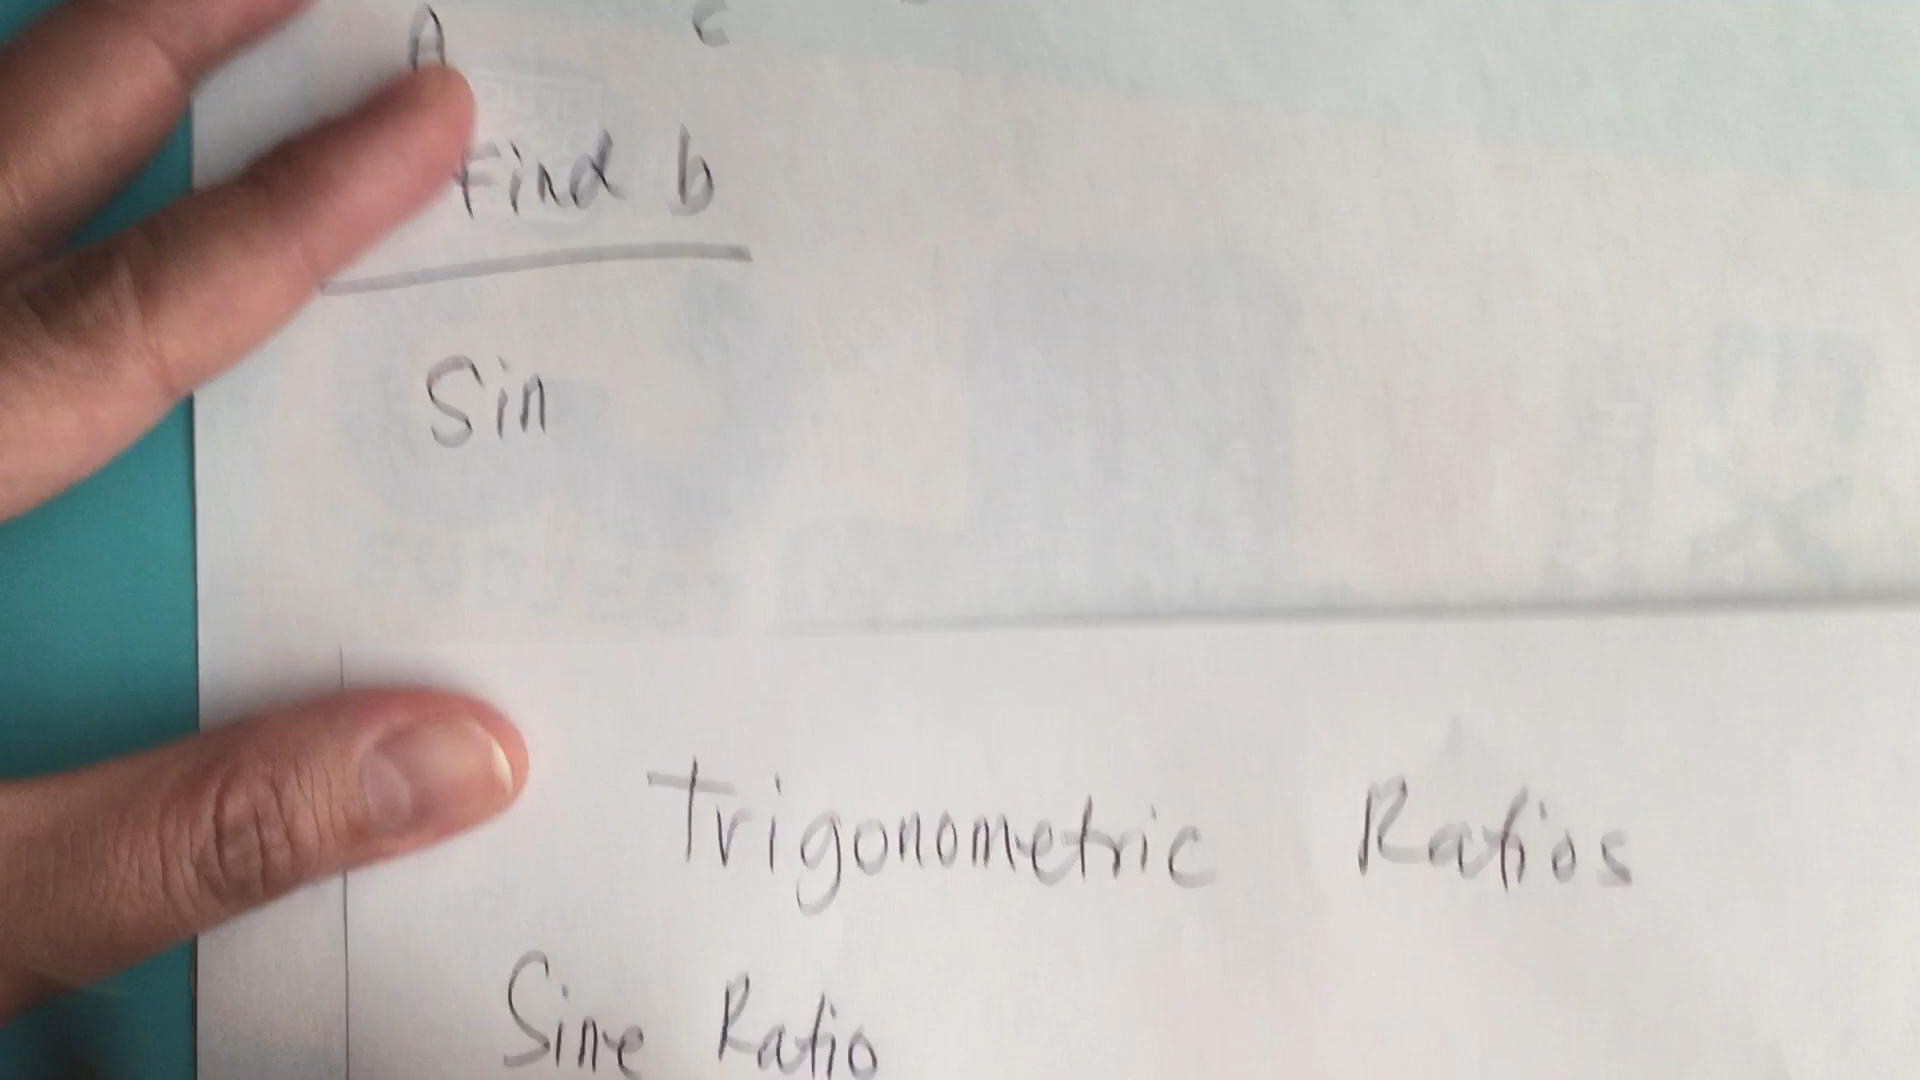 A c
Find b
Sin
Trigonometric Ratios
Sine Ratio